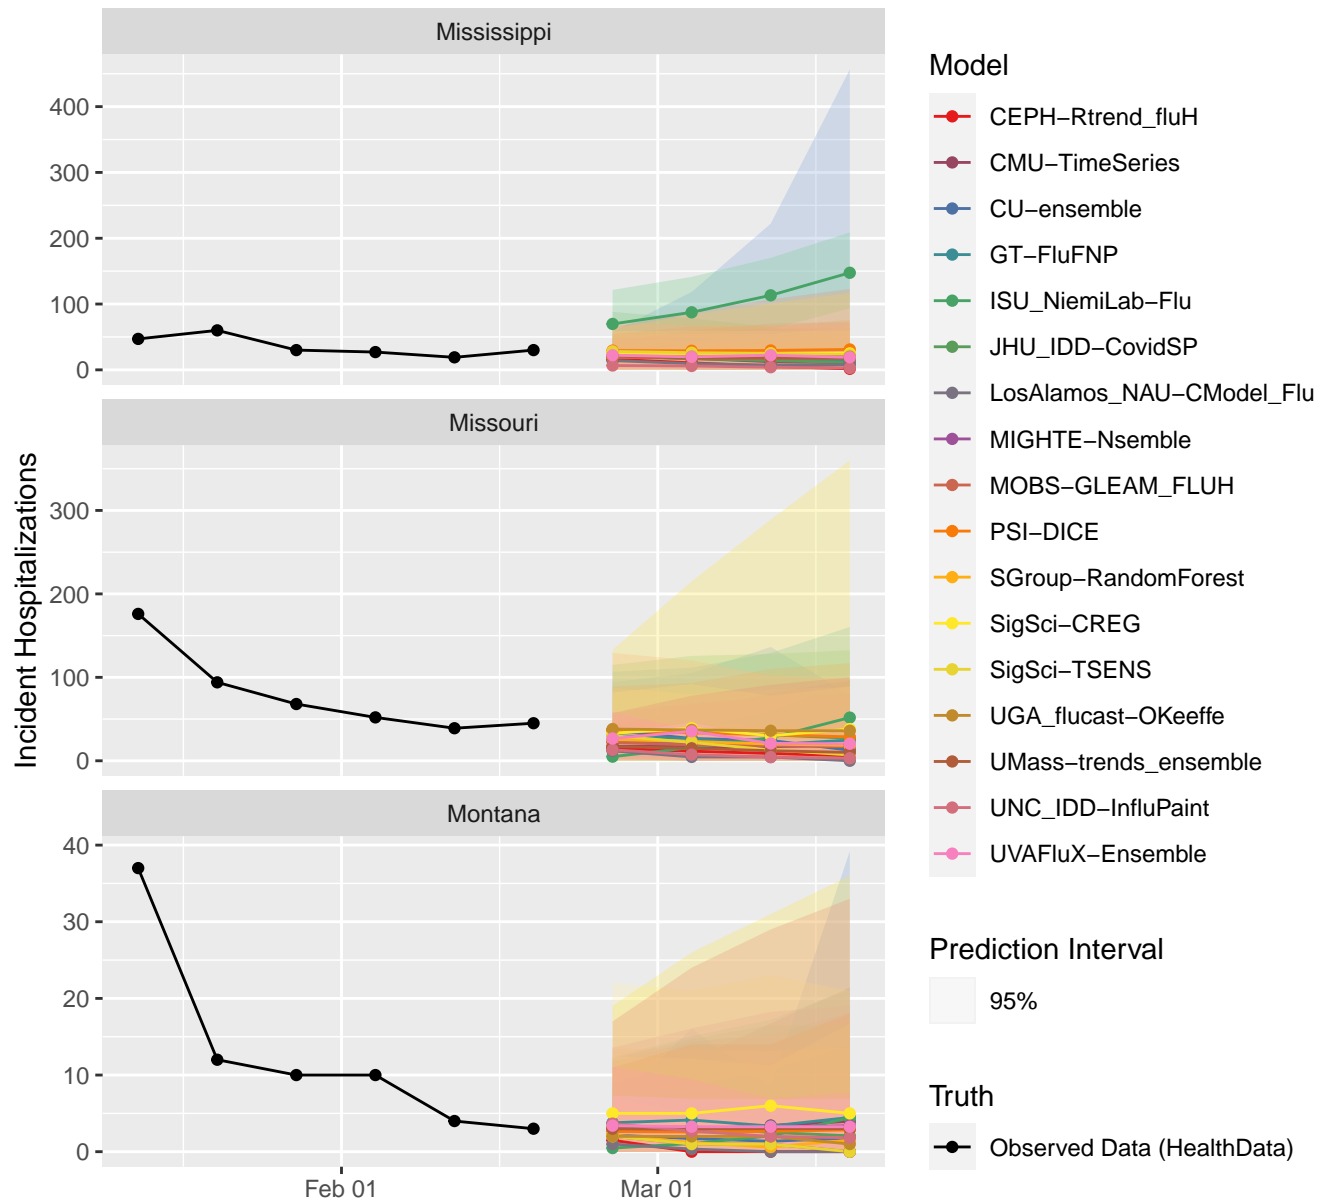 Mississippi
400
300
200
100
0
Missouri
300
200
100
0
Montana
40
30
20
10
0
Feb 01
Mar 01
Incident Hospitalizations
Model
CEPH−Rtrend_fluH
CMU−TimeSeries
CU−ensemble
GT−FluFNP
ISU_NiemiLab−Flu
JHU_IDD−CovidSP
LosAlamos_NAU−CModel_Flu
MIGHTE−Nsemble
MOBS−GLEAM_FLUH
PSI−DICE
SGroup−RandomForest
SigSci−CREG
SigSci−TSENS
UGA_flucast−OKeeffe
UMass−trends_ensemble
UNC_IDD−InfluPaint
UVAFluX−Ensemble
Prediction Interval
95%
Truth
Observed Data (HealthData)